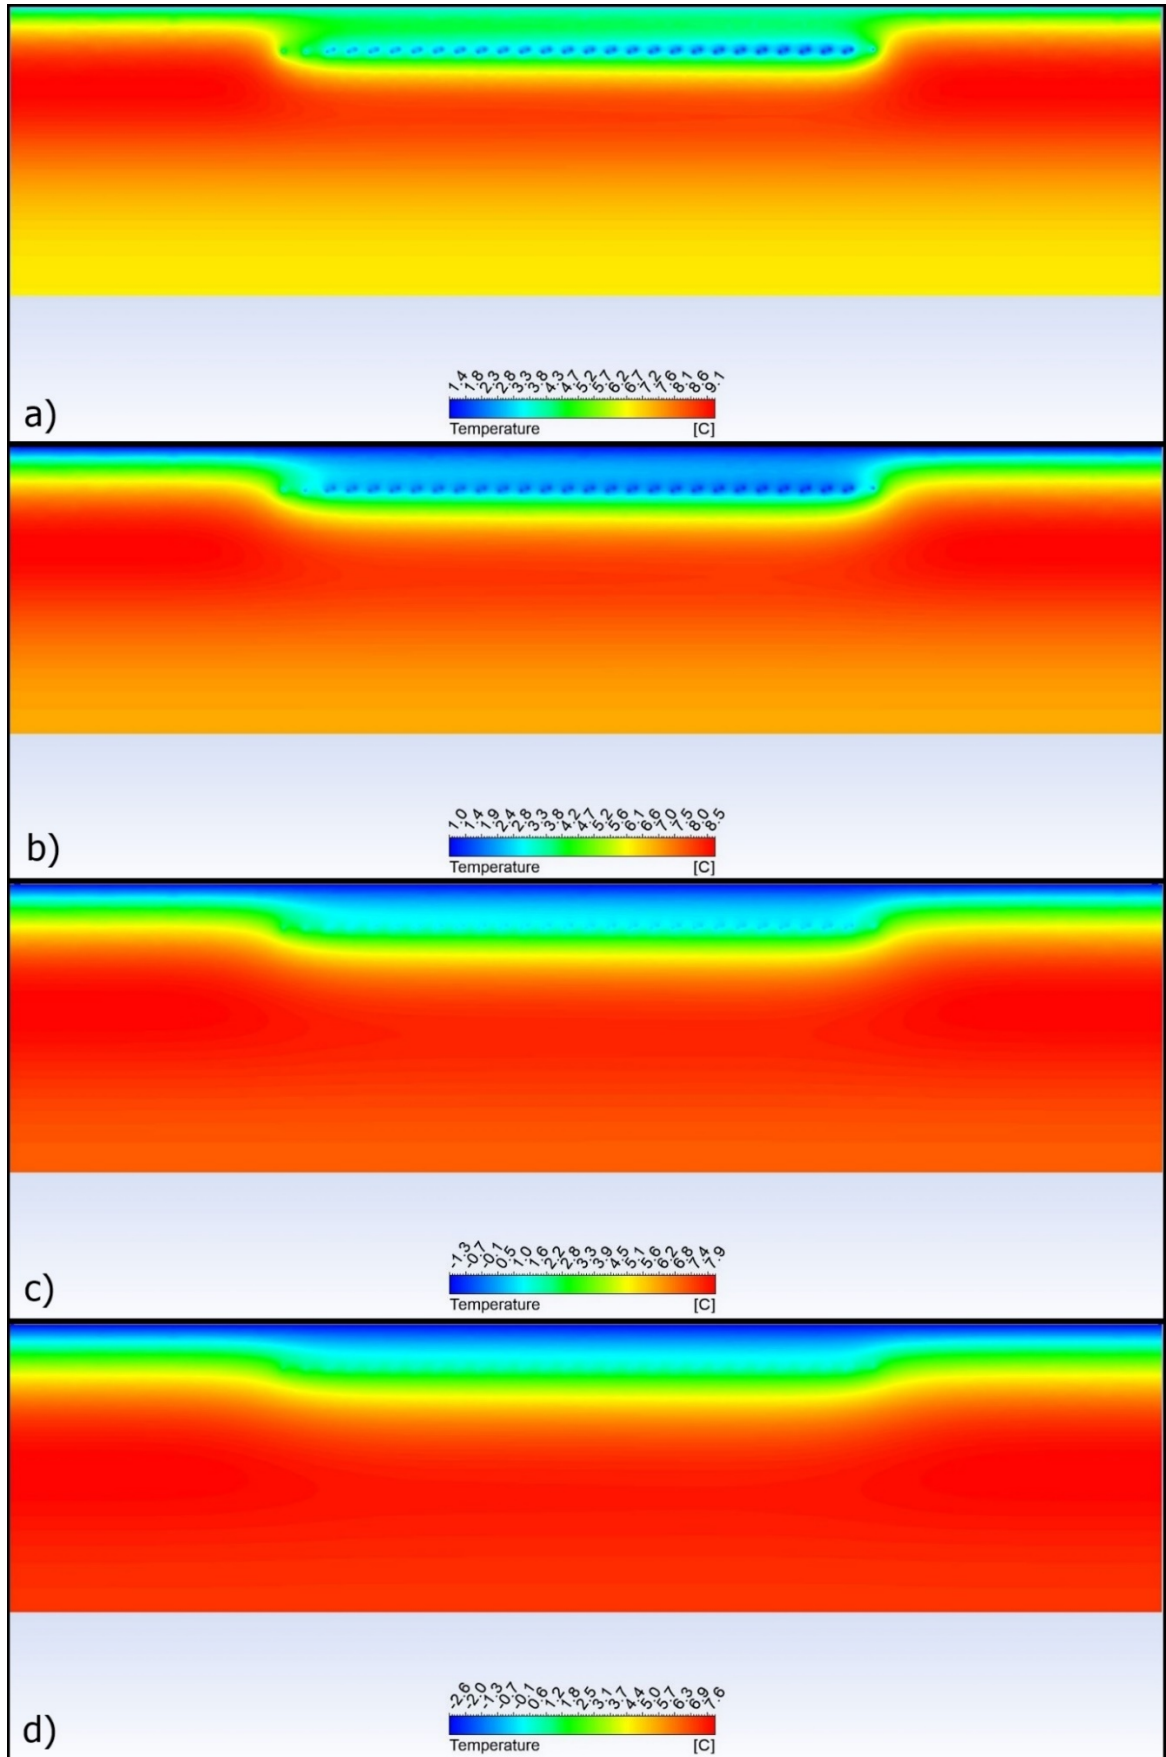 1.4 1.8 2.3 2.8 3.3 3.8 4.3 4.7 5.2 5.7 6.2 6.7 7.2 7.6 8.1 8.6 9.1
a)
Temperature [C]
1.0 1.4 1.9 2.4 2.8 3.3 3.8 4.2 4.7 5.2 5.6 6.1 6.6 7.0 7.5 8.0 8.5
b)
Temperature [C]
-1.3 -0.7 -0.1 0.5 1.0 1.6 2.2 2.8 3.3 3.9 4.5 5.1 5.6 6.2 6.8 7.4 7.9
c)
Temperature [C]
-2.6 -2.0 -1.3 -0.7 -0.1 0.6 1.2 1.8 2.5 3.1 3.7 4.4 5.0 5.7 6.3 6.9 7.6
d)
Temperature [C]